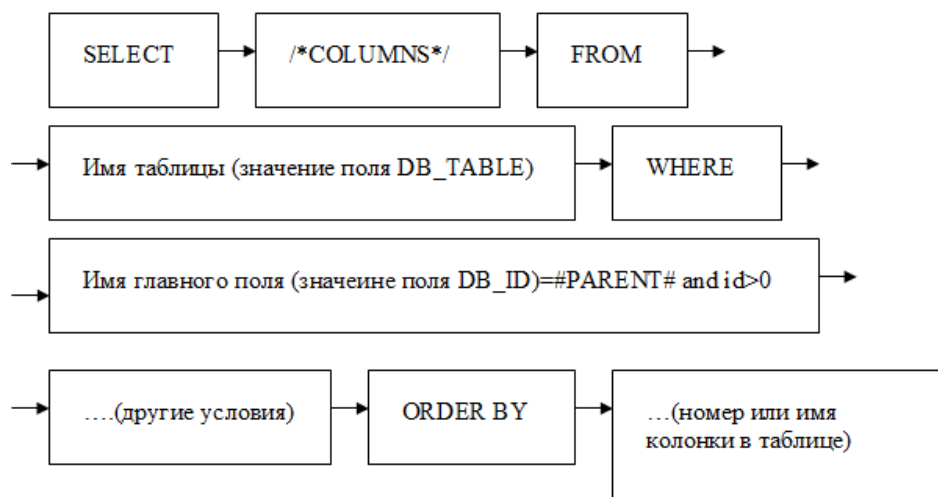 SELECT /*COLUMNS*/ FROM
Имя таблицы (значение поля DB_TABLE) WHERE
Имя главного поля (значеине поля DB_ID)=#PARENT# and id>0
….(другие условия) ORDER BY …(номер или имя
колонки в таблице)